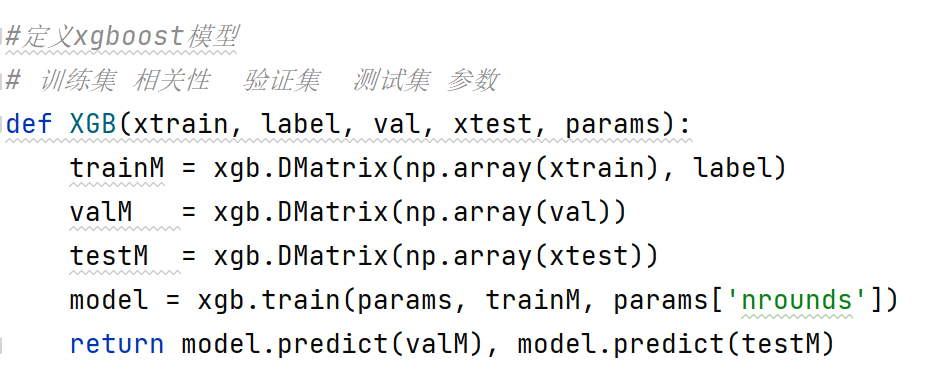 #定义xgboost模型
# 训练集 相关性  验证集  测试集 参数
def XGB(xtrain, label, val, xtest, params):
    trainM = xgb.DMatrix(np.array(xtrain), label)
    valM   = xgb.DMatrix(np.array(val))
    testM  = xgb.DMatrix(np.array(xtest))
    model = xgb.train(params, trainM, params['nrounds'])
    return model.predict(valM), model.predict(testM)